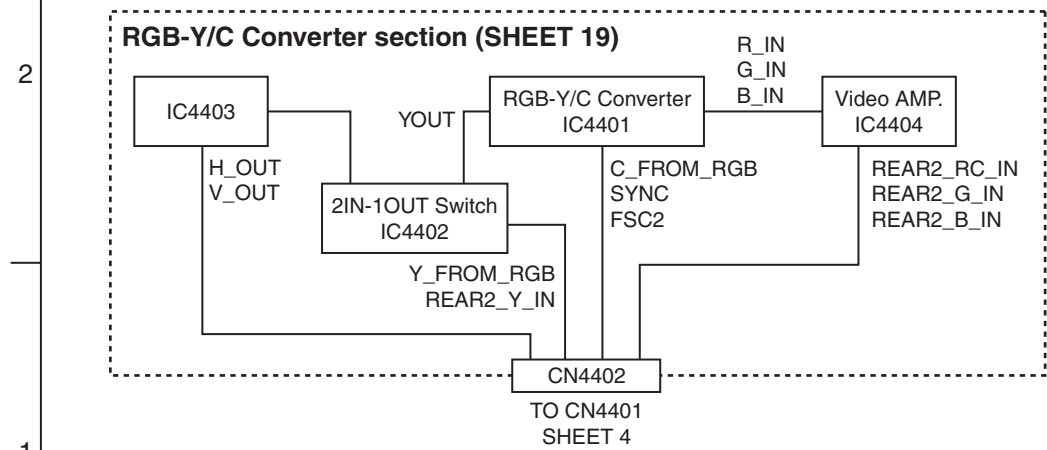 RGB-Y/C Converter section (SHEET 19)
2
IC4403
YOUT
RGB-Y/C Converter
IC4401
R_IN
G_IN
B_IN
Video AMP.
IC4404
H_OUT
V_OUT
2IN-1OUT Switch
IC4402
C_FROM_RGB
SYNC
FSC2
REAR2_RC_IN
REAR2_G_IN
REAR2_B_IN
Y_FROM_RGB
REAR2_Y_IN
CN4402
TO CN4401
SHEET 4